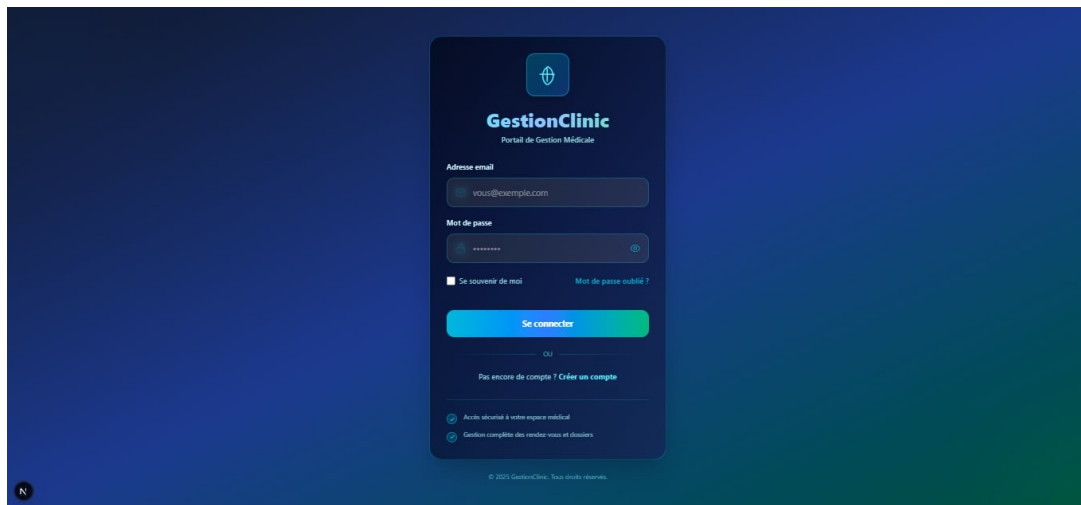 GestionClinic
Portail de Gestion Médicale
Adresse email
vous@exemple.com
Mot de passe
••••••••
Se souvenir de moi Mot de passe oublié ?
Se connecter
OU
Pas encore de compte ? Créer un compte
Accès sécurisé à votre espace médical
Gestion complète des rendez-vous et dossiers
© 2025 GestionClinic. Tous droits réservés.
N